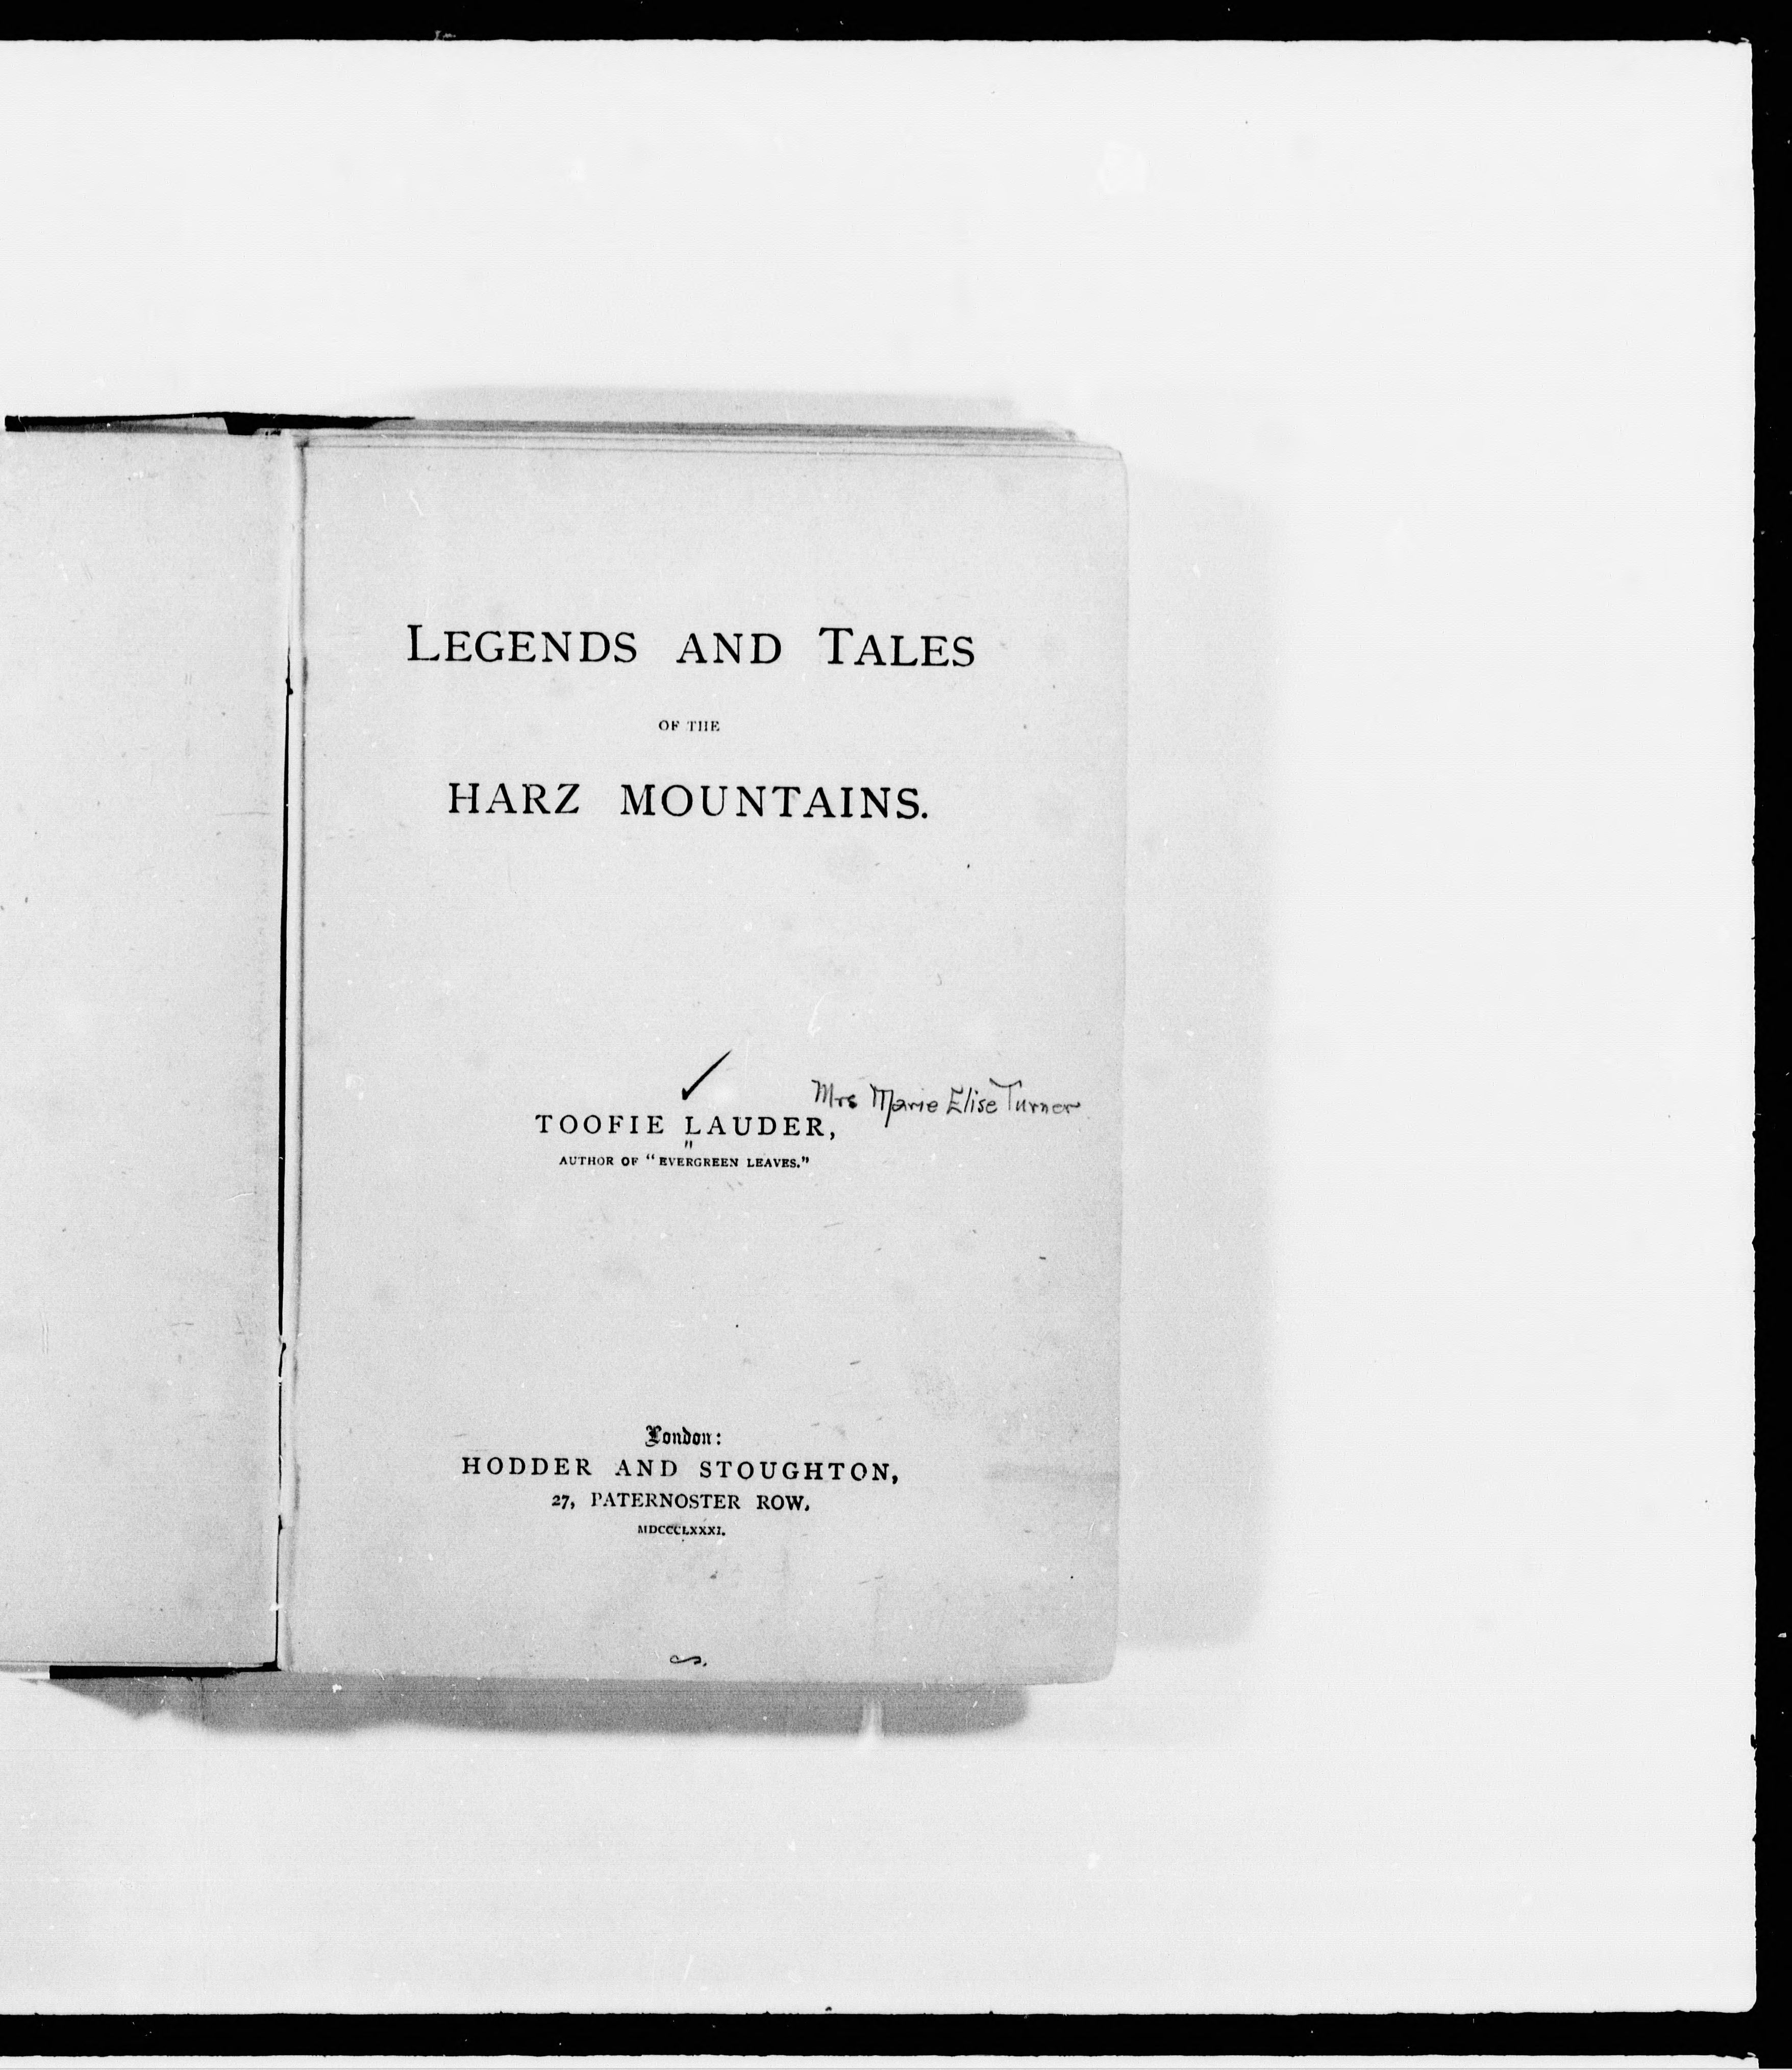 LEGENDS AND TALES
OF THE
HARZ MOUNTAINS.
Mrs Marie Elise Turner
TOOFIE LAUDER,
"
AUTHOR OF "EVERGREEN LEAVES."
London:
HODDER AND STOUGHTON,
27, PATERNOSTER ROW.
MDCCCLXXXI.